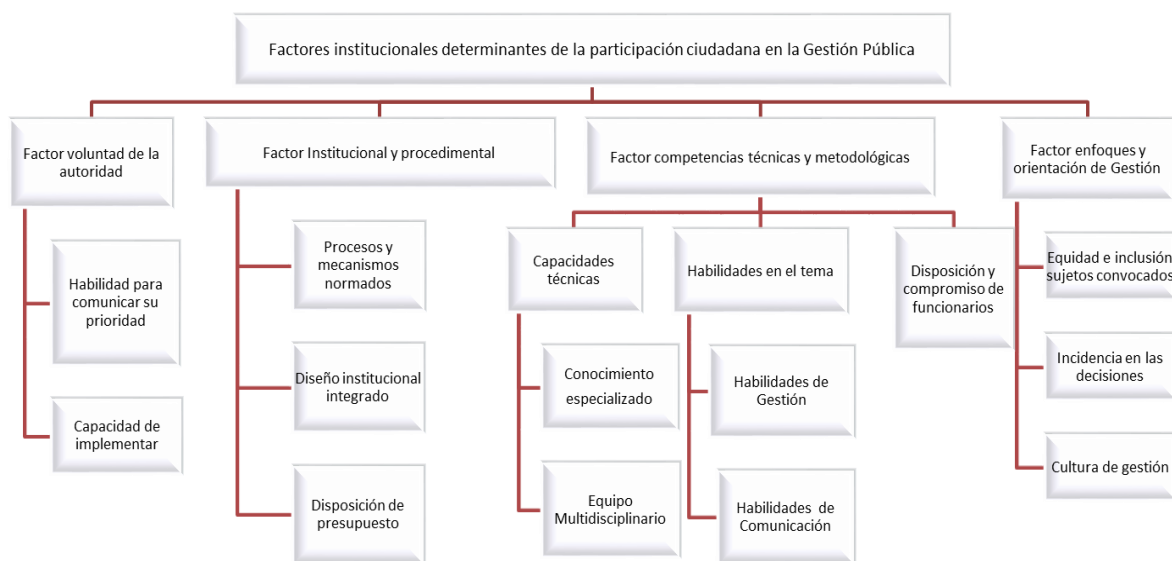 Factores institucionales determinantes de la participación ciudadana en la Gestión Pública
Factor voluntad de la
autoridad
Habilidad para
comunicar su
prioridad
Capacidad de
implementar
Factor Institucional y procedimental
Procesos y
mecanismos
normados
Diseño institucional
integrado
Disposición de
presupuesto
Factor competencias técnicas y metodológicas
Capacidades
técnicas
Conocimiento
especializado
Equipo
Multidisciplinario
Habilidades en el tema
Habilidades de
Gestión
Habilidades de
Comunicación
Disposición y
compromiso de
funcionarios
Factor enfoques y
orientación de Gestión
Equidad e inclusión
sujetos convocados
Incidencia en las
decisiones
Cultura de gestión